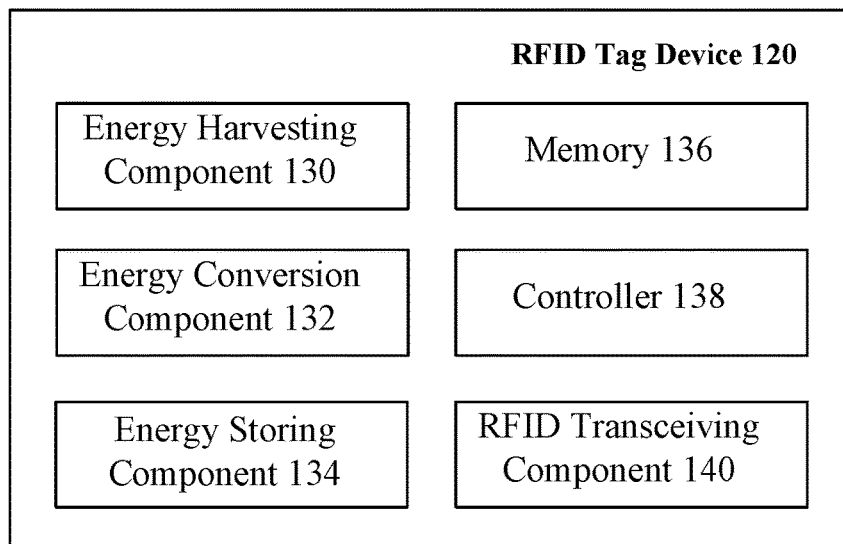 RFID Tag Device 120
Energy Harvesting
Component 130
Memory 136
Energy Conversion
Component 132
Controller 138
Energy Storing
Component 134
RFID Transceiving
Component 140